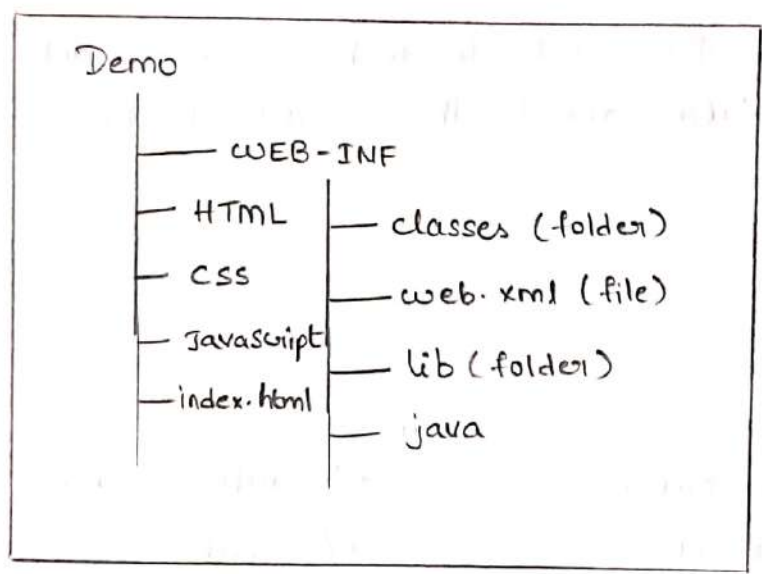 Demo
WEB-INF
HTML
classes (folder)
CSS
web.xml (file)
JavaScript
lib (folder)
index.html
java